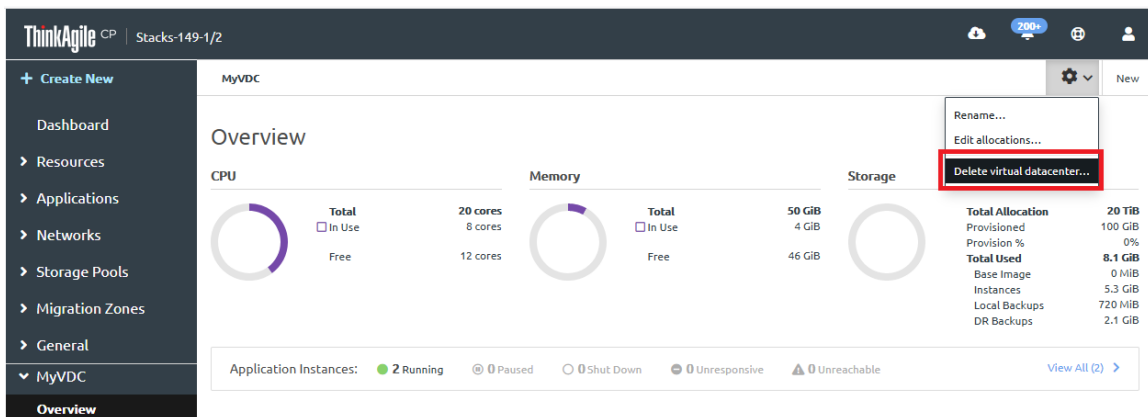 ThinkAgile CP | Stacks-149-1/2
200+
+ Create New
MyVDC
New
Dashboard
Resources
Applications
Networks
Storage Pools
Migration Zones
General
MyVDC
Overview
Rename...
Edit allocations...
Delete virtual datacenter...
Overview
CPU
Total 20 cores
In Use 8 cores
Free 12 cores
Memory
Total 50 GiB
In Use 4 GiB
Free 46 GiB
Storage
Total Allocation 20 TiB
Provisioned 100 GiB
Provision % 0%
Total Used 8.1 GiB
Base Image 0 MiB
Instances 5.3 GiB
Local Backups 720 MiB
DR Backups 2.1 GiB
Application Instances: 2 Running 0 Paused 0 Shut Down 0 Unresponsive 0 Unreachable View All (2)